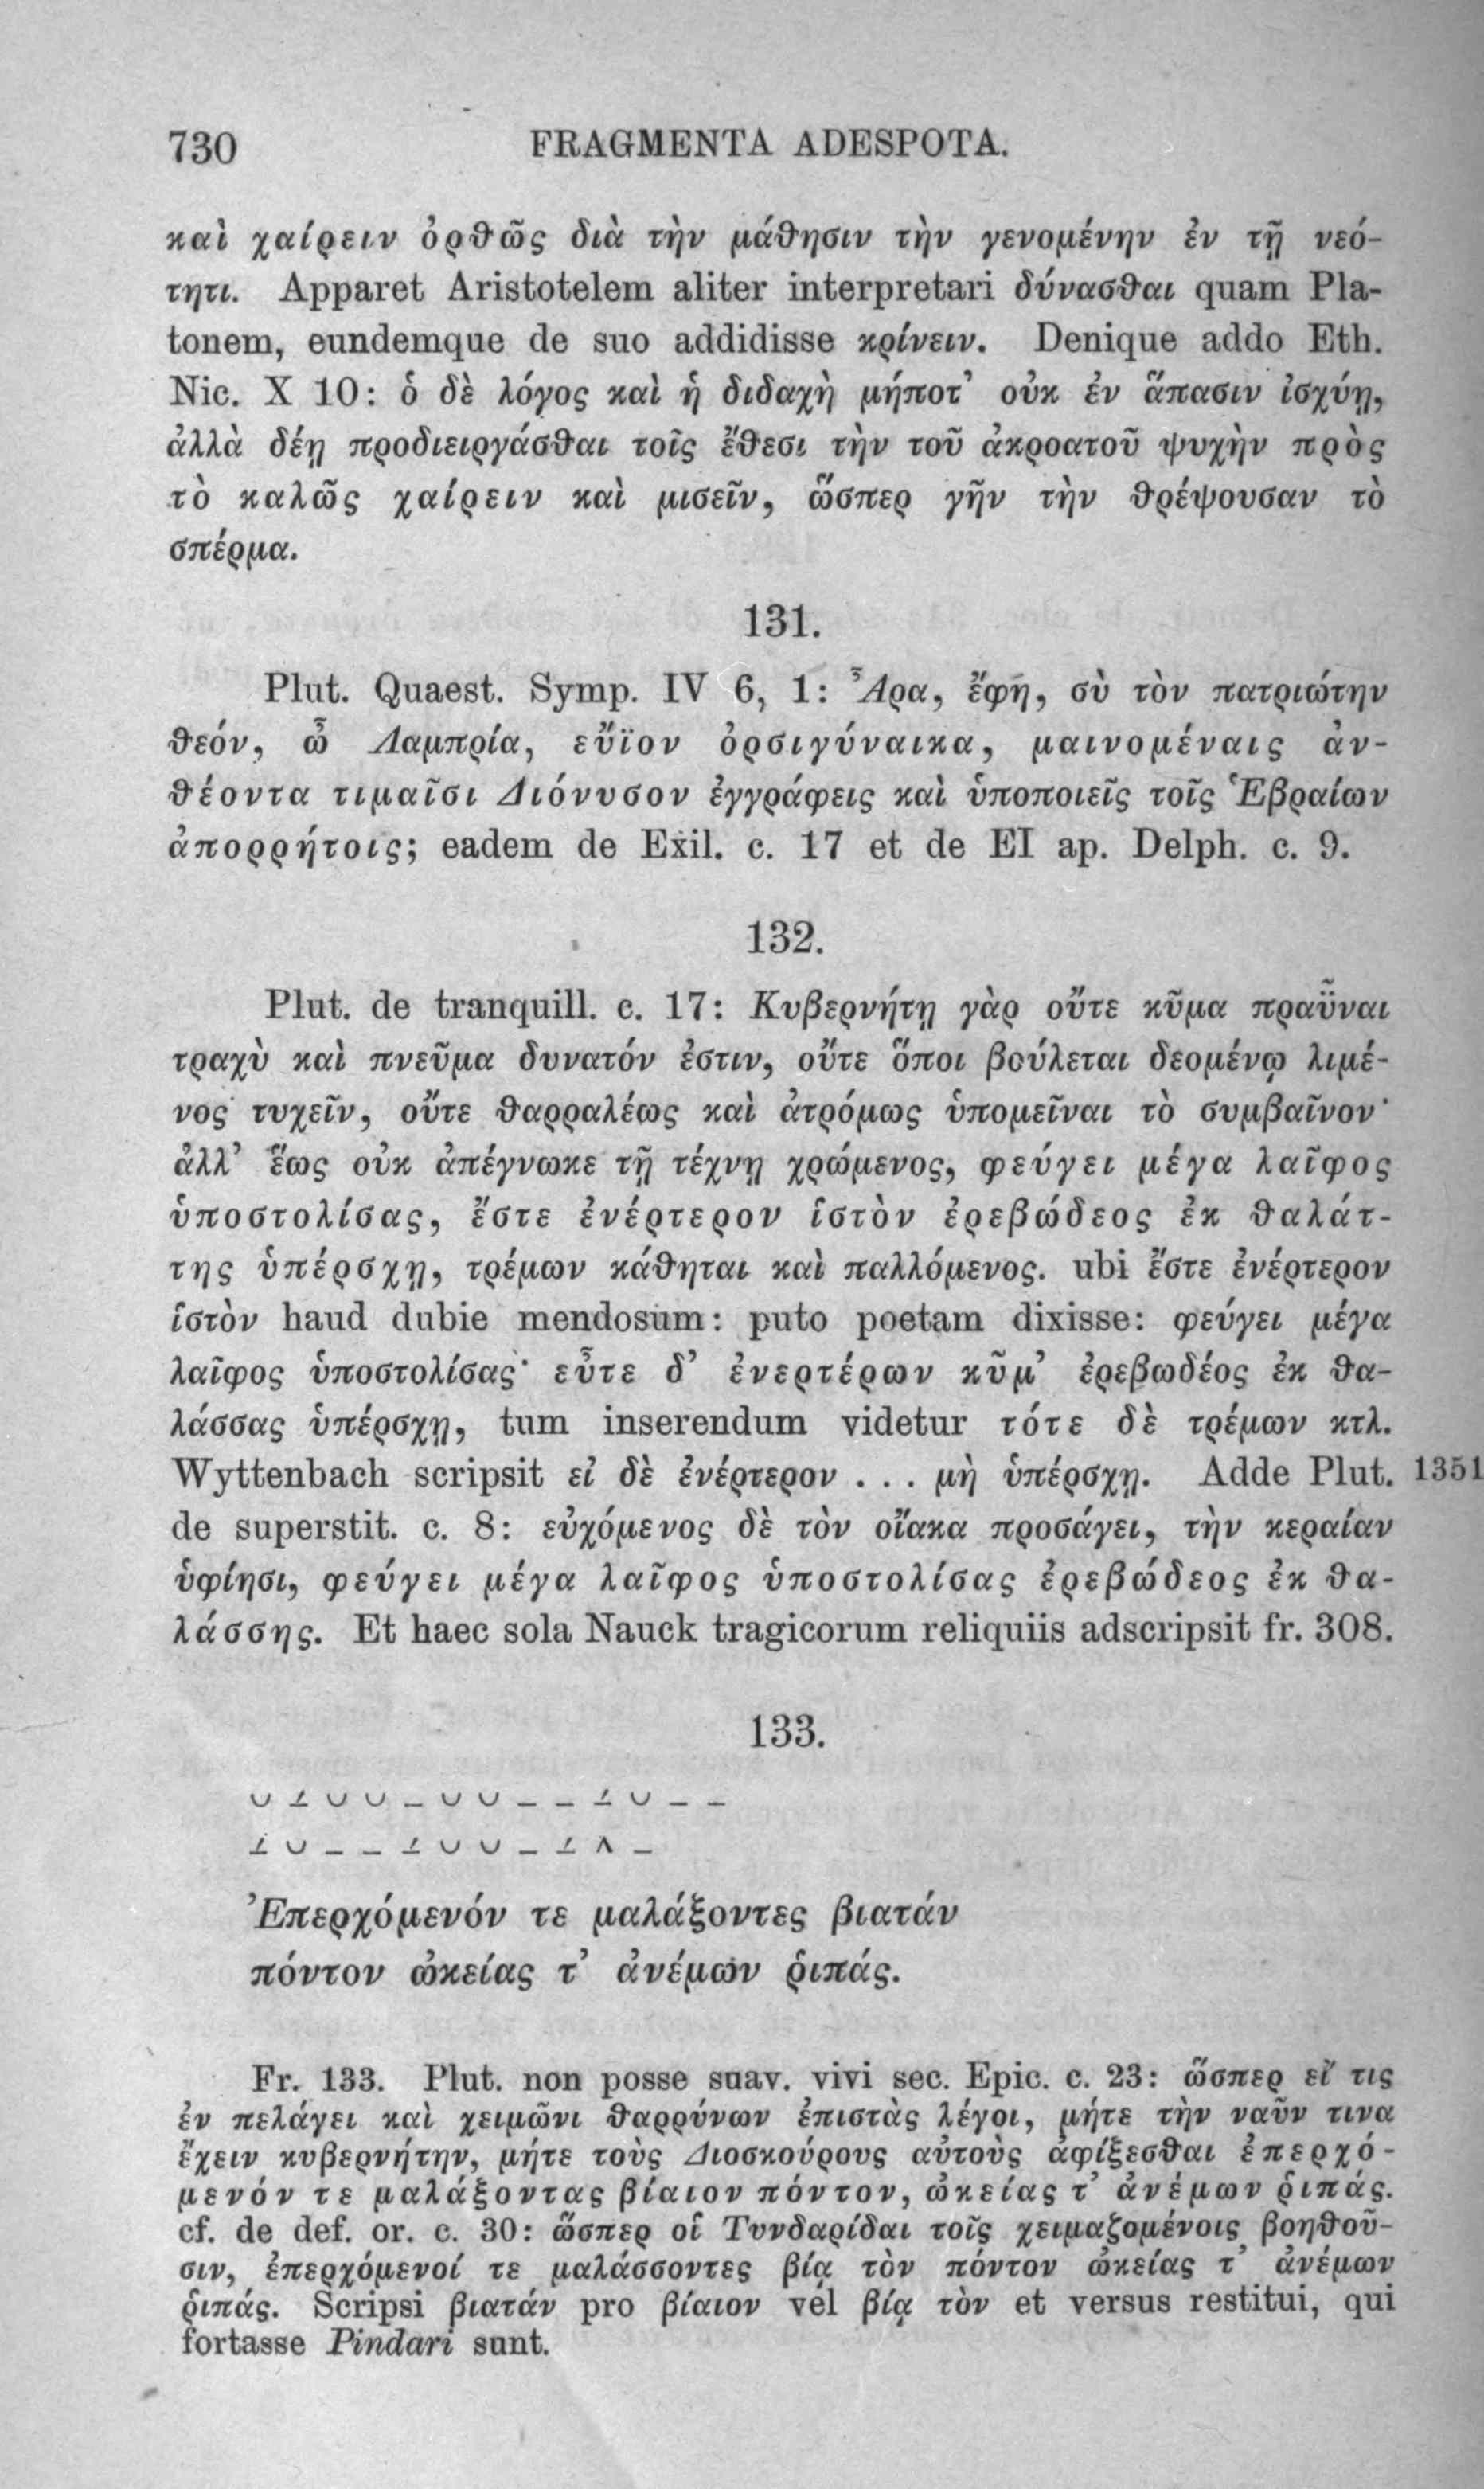 730 FRAGMENTA ADESPOTA.
καὶ χαίρειν ὀρθῶς διὰ τὴν μάθησιν τὴν γενομένην ἐν τῇ νεό-
τητι. Apparet Aristotelem aliter interpretari δύνασθαι quam Pla-
tonem, eundemque de suo addidisse κρίνειν. Denique addo Eth.
Nic. X 10: ὁ δὲ λόγος καὶ ἡ διδαχὴ μήποτ’ οὐκ ἐν ἅπασιν ἰσχύῃ,
ἀλλὰ δέῃ προδιειργάσθαι τοῖς ἔθεσι τὴν τοῦ ἀκροατοῦ ψυχὴν πρὸς
τὸ καλῶς χαίρειν καὶ μισεῖν, ὥσπερ γῆν τὴν θρέψουσαν τὸ
σπέρμα.
131.
Plut. Quaest. Symp. IV 6, 1: Ἆρα, ἔφη, σὺ τὸν πατριώτην
θεόν, ὦ Λαμπρία, εὔϊον ὀρσιγύναικα, μαινομέναις ἀν-
θέοντα τιμαῖσι Διόνυσον ἐγγράφεις καὶ ὑποποιεῖς τοῖς Ἑβραίων
ἀπορρήτοις; eadem de Exil. c. 17 et de EI ap. Delph. c. 9.
132.
Plut. de tranquill. c. 17: Κυβερνήτῃ γὰρ οὔτε κῦμα πραῧναι
τραχὺ καὶ πνεῦμα δυνατόν ἐστιν, οὔτε ὅποι βούλεται δεομένῳ λιμέ-
νος τυχεῖν, οὔτε θαρραλέως καὶ ἀτρόμως ὑπομεῖναι τὸ συμβαῖνον·
ἀλλ’ ἕως οὐκ ἀπέγνωκε τῇ τέχνῃ χρώμενος, φεύγει μέγα λαῖφος
ὑποστολίσας, ἔστε ἐνέρτερον ἱστὸν ἐρεβώδεος ἐκ θαλάτ-
της ὑπέρσχῃ, τρέμων κάθηται καὶ παλλόμενος. ubi ἔστε ἐνέρτερον
ἱστὸν haud dubie mendosum: puto poetam dixisse: φεύγει μέγα
λαῖφος ὑποστολίσας· εὖτε δ’ ἐνερτέρων κῦμ’ ἐρεβωδέος ἐκ θα-
λάσσας ὑπέρσχῃ, tum inserendum videtur τότε δὲ τρέμων κτλ.
Wyttenbach scripsit εἰ δὲ ἐνέρτερον . . . μὴ ὑπέρσχῃ. Adde Plut. 1351
de superstit. c. 8: εὐχόμενος δὲ τὸν οἴακα προσάγει, τὴν κεραίαν
ὑφίησι, φεύγει μέγα λαῖφος ὑποστολίσας ἐρεβώδεος ἐκ θα-
λάσσης. Et haec sola Nauck tragicorum reliquiis adscripsit fr. 308.
133.
∪ –́ ∪ ∪ – ∪ ∪ – – –́ ∪ – –
–́ ∪ – – –́ ∪ ∪ – –́ ∧ –
Ἐπερχόμενόν τε μαλάξοντες βιατάν
πόντον ὠκείας τ’ ἀνέμων ῥιπάς.
Fr. 133. Plut. non posse suav. vivi sec. Epic. c. 23: ὥσπερ εἴ τις
ἐν πελάγει καὶ χειμῶνι θαρρύνων ἐπιστὰς λέγοι, μήτε τὴν ναῦν τινα
ἔχειν κυβερνήτην, μήτε τοὺς Διοσκούρους αὐτοὺς ἀφίξεσθαι ἐπερχό-
μενόν τε μαλάξοντας βίαιον πόντον, ὠκείας τ’ ἀνέμων ῥιπάς.
cf. de def. or. c. 30: ὥσπερ οἱ Τυνδαρίδαι τοῖς χειμαζομένοις βοηθοῦ-
σιν, ἐπερχόμενοί τε μαλάσσοντες βίᾳ τὸν πόντον ὠκείας τ’ ἀνέμων
ῥιπάς. Scripsi βιατάν pro βίαιον vel βίᾳ τὸν et versus restitui, qui
fortasse Pindari sunt.